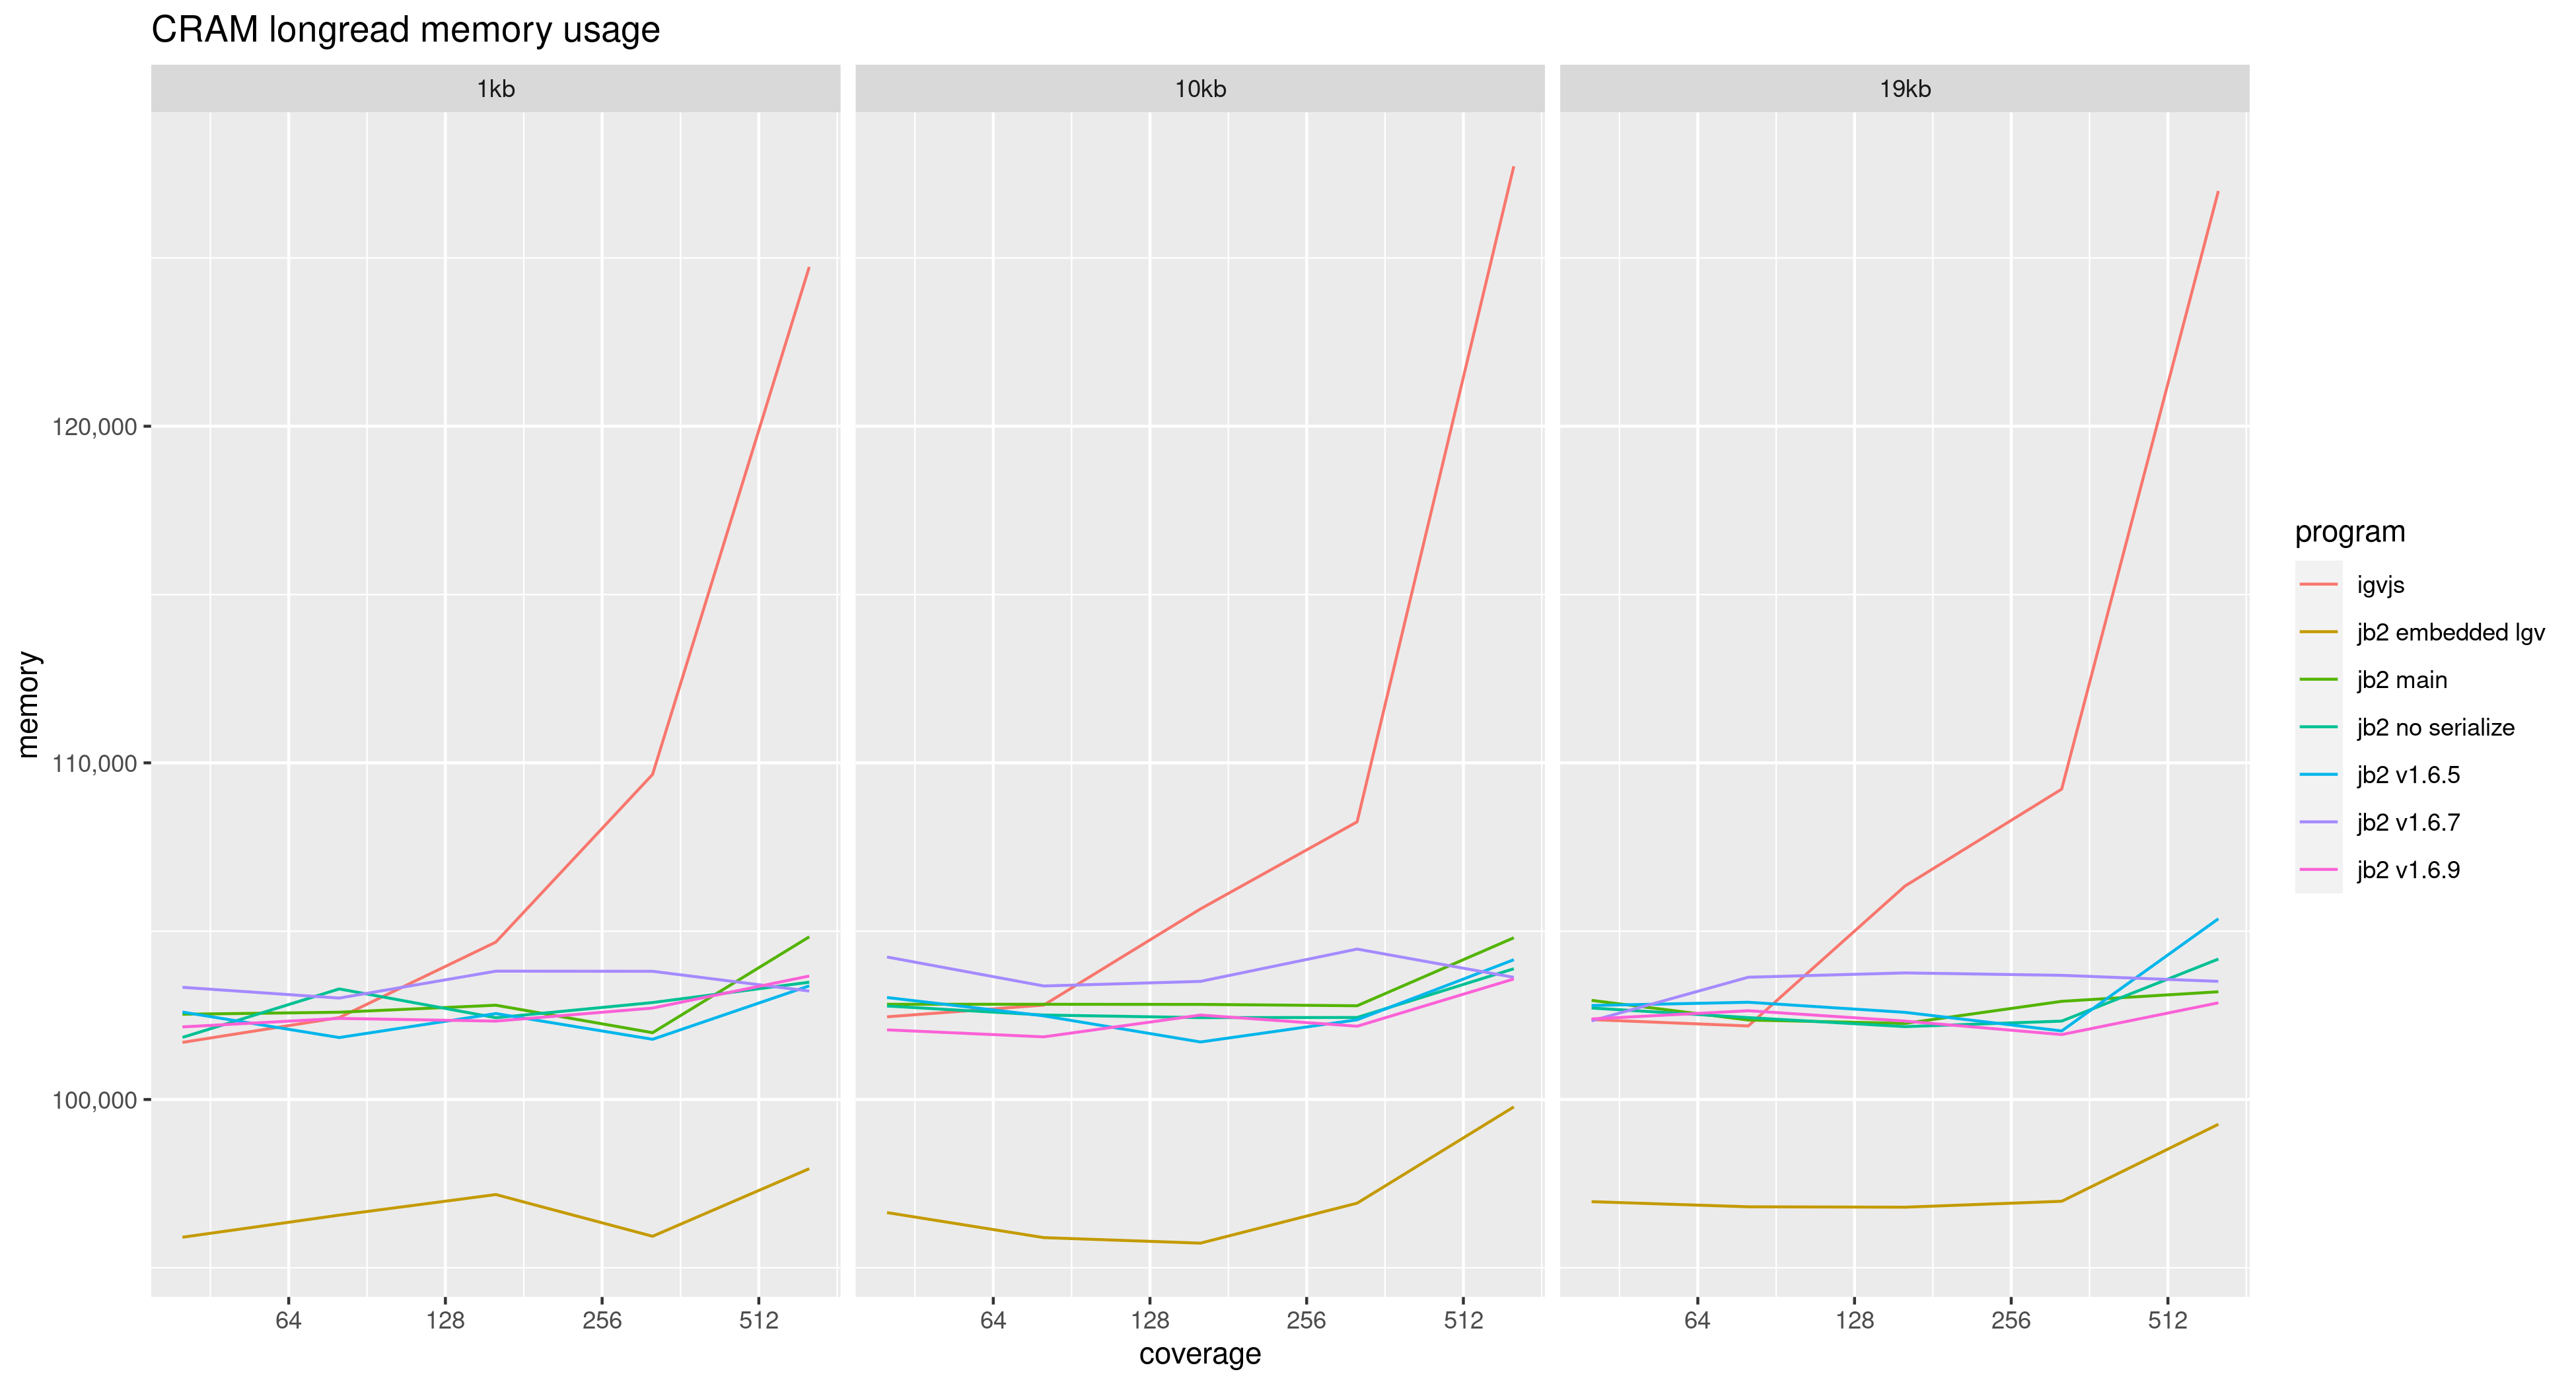 CRAM longread memory usage
1kb
10kb
19kb
120,000
110,000
100,000
memory
64
128
256
512
64
128
256
512
64
128
256
512
coverage
program
igvjs
jb2 embedded lgv
jb2 main
jb2 no serialize
jb2 v1.6.5
jb2 v1.6.7
jb2 v1.6.9